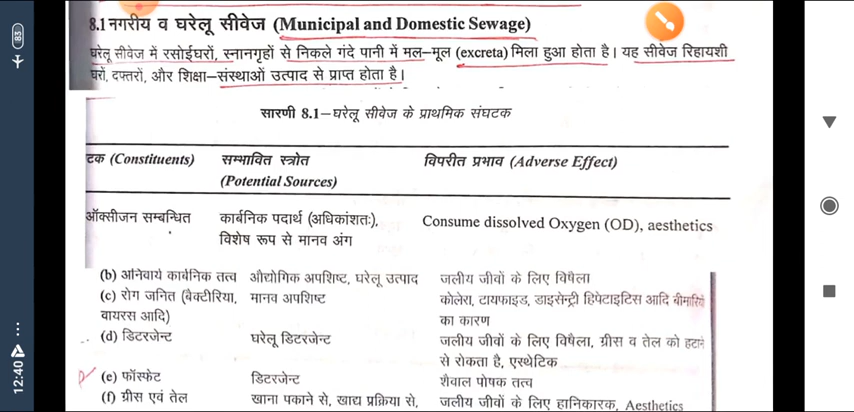 8.1 नगरीय व घरेलू सीवेज (Municipal and Domestic Sewage)
घरेलू सीवेज में रसोईघरों, स्नानगृहों से निकले गंदे पानी में मल-मूल (excreta) मिला हुआ होता है। यह सीवेज रिहायशी
घरों, दफ्तरों, और शिक्षा-संस्थाओं उत्पाद से प्राप्त होता है।
सारणी 8.1-घरेलू सीवेज के प्राथमिक संघटक
टक (Constituents) सम्भावित स्त्रोत विपरीत प्रभाव (Adverse Effect)
(Potential Sources)
ऑक्सीजन सम्बन्धित कार्बनिक पदार्थ (अधिकांशतः), Consume dissolved Oxygen (OD), aesthetics
विशेष रूप से मानव अंग
(b) अनिवार्य कार्बनिक तत्व औद्योगिक अपशिष्ट, घरेलू उत्पाद जलीय जीवों के लिए विषैला
(c) रोग जनित (बैक्टीरिया, मानव अपशिष्ट कोलेरा, टायफाइड, डाइसेन्ट्री हिपेटाइटिस आदि बीमारियों
वायरस आदि) का कारण
(d) डिटरजेन्ट घरेलू डिटरजेन्ट जलीय जीवों के लिए विषैला, ग्रीस व तेल को हटाने
से रोकता है, एस्थेटिक
(e) फॉस्फेट डिटरजेन्ट शैवाल पोषक तत्व
(f) ग्रीस एवं तेल खाना पकाने से, खाद्य प्रक्रिया से, जलीय जीवों के लिए हानिकारक, Aesthetics
83
12:40